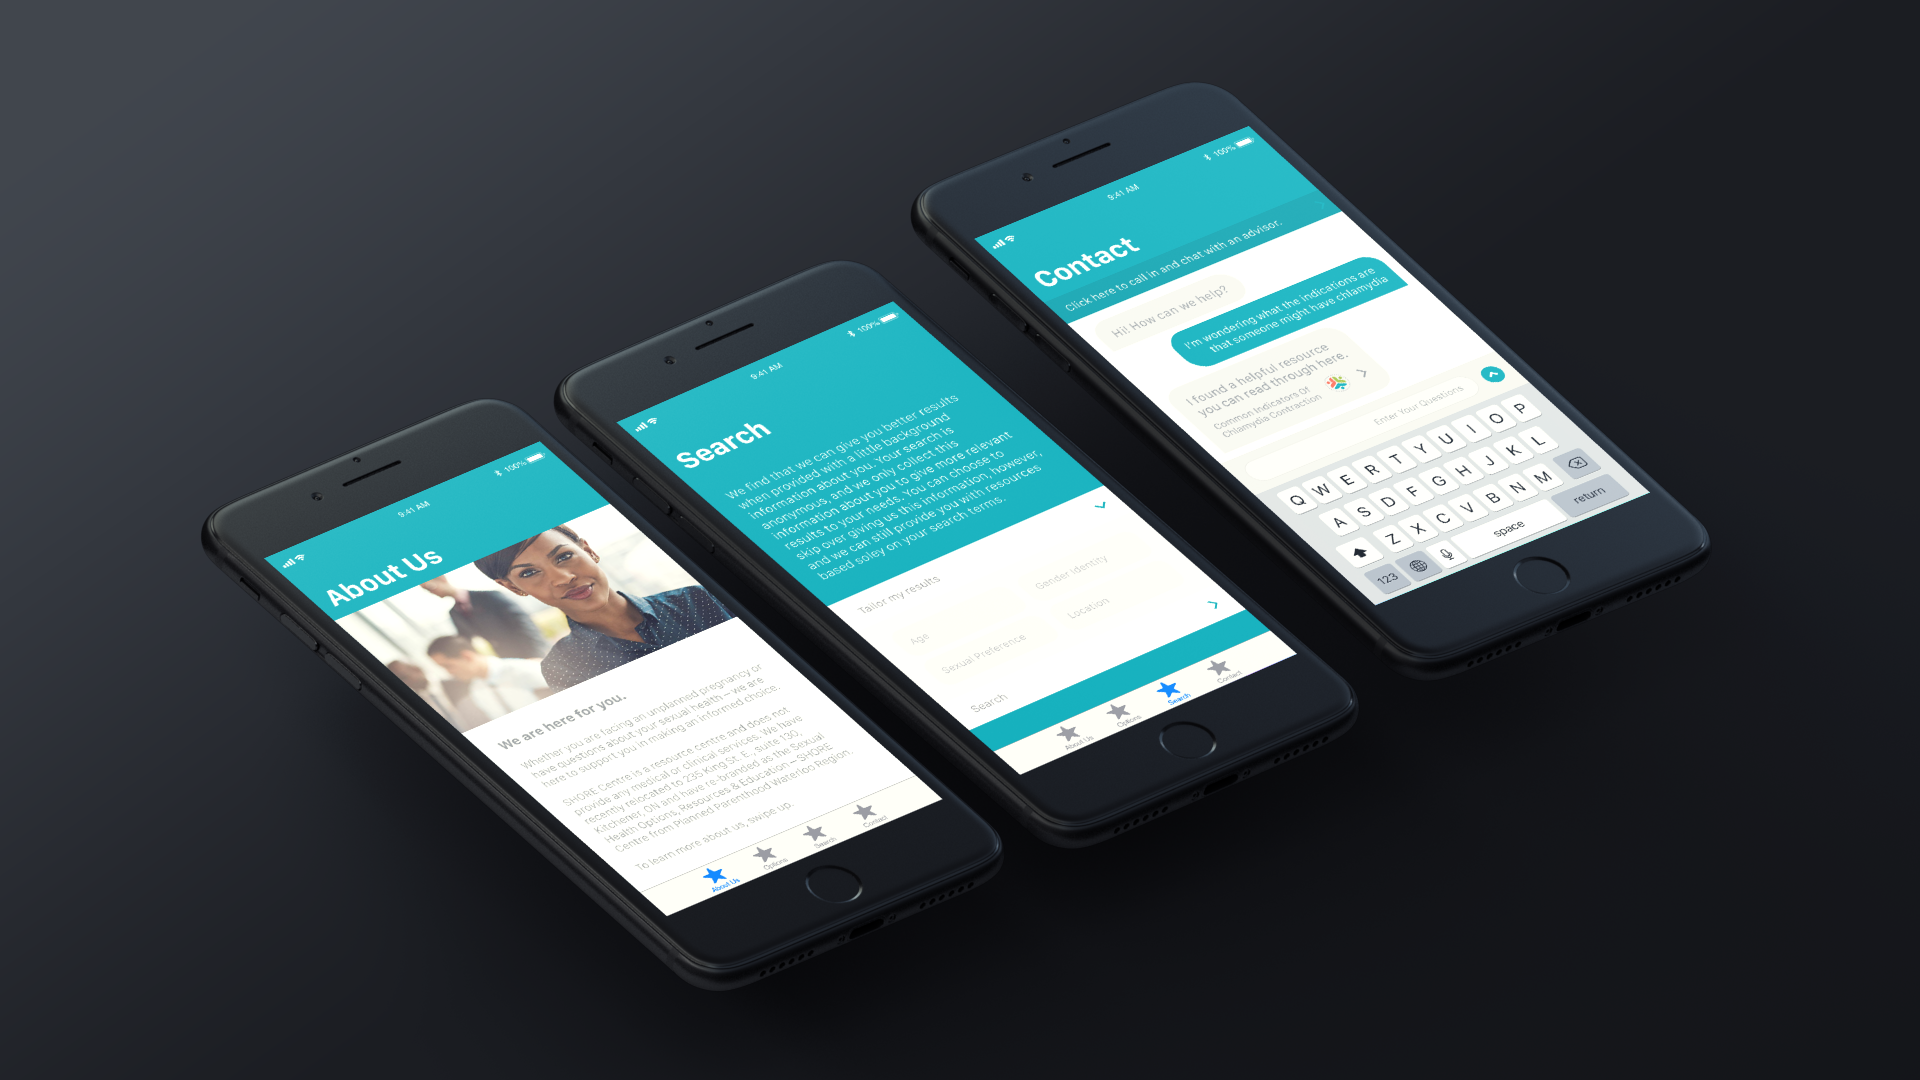 9:41 AM
100%
About Us
We are here for you.
Whether you are facing an unplanned pregnancy or
have questions about your sexual health – we are
here to support you in making an informed choice.
SHORE Centre is a resource centre and does not
provide any medical or clinical services. We have
recently relocated to 235 King St. E., suite 130,
Kitchener, ON and have re-branded as the Sexual
Health Options, Resources & Education – SHORE
Centre from Planned Parenthood Waterloo Region.
To learn more about us, swipe up.
About Us
Options
Search
Contact
9:41 AM
100%
Search
We find that we can give you better results
when provided with a little background
information about you. Your search is
anonymous, and we only collect this
information about you to give more relevant
results to your needs. You can choose to
skip over giving us this information, however,
and we can still provide you with resources
based soley on your search terms.
Tailor my results
Age
Gender Identity
Sexual Preference
Location
Search
About Us
Options
Search
Contact
9:41 AM
100%
Contact
Click here to call in and chat with an advisor.
Hi! How can we help?
I'm wondering what the indications are
that someone might have chlamydia
I found a helpful resource
you can read through here.
Common Indicators Of
Chlamydia Contraction
Enter Your Questions
Q W E R T Y U I O P
A S D F G H J K L
Z X C V B N M
123
space
return